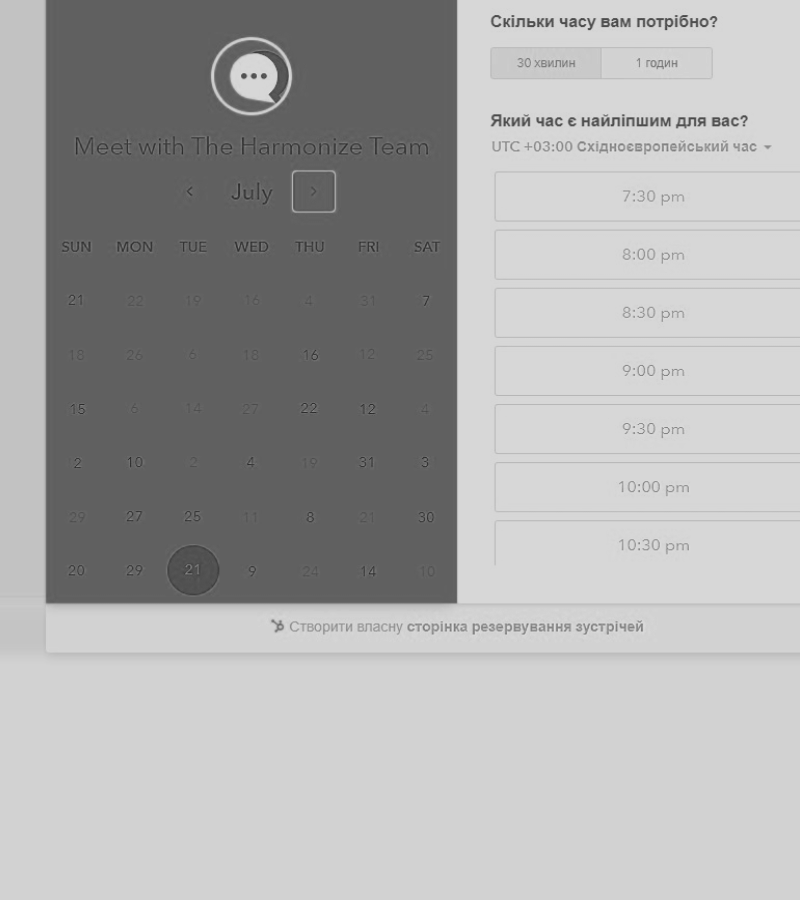 Meet with The Harmonize Team
July
SUN MON TUE WED THU FRI SAT
21 22 19 16 4 31 7
18 26 6 18 16 12 25
15 6 14 27 22 12 4
2 10 2 4 19 31 3
29 27 25 11 8 21 30
20 29 21 9 24 14 10
Скільки часу вам потрібно?
30 хвилин 1 годин
Який час є найліпшим для вас?
UTC +03:00 Східноєвропейський час
7:30 pm
8:00 pm
8:30 pm
9:00 pm
9:30 pm
10:00 pm
10:30 pm
Створити власну сторінка резервування зустрічей